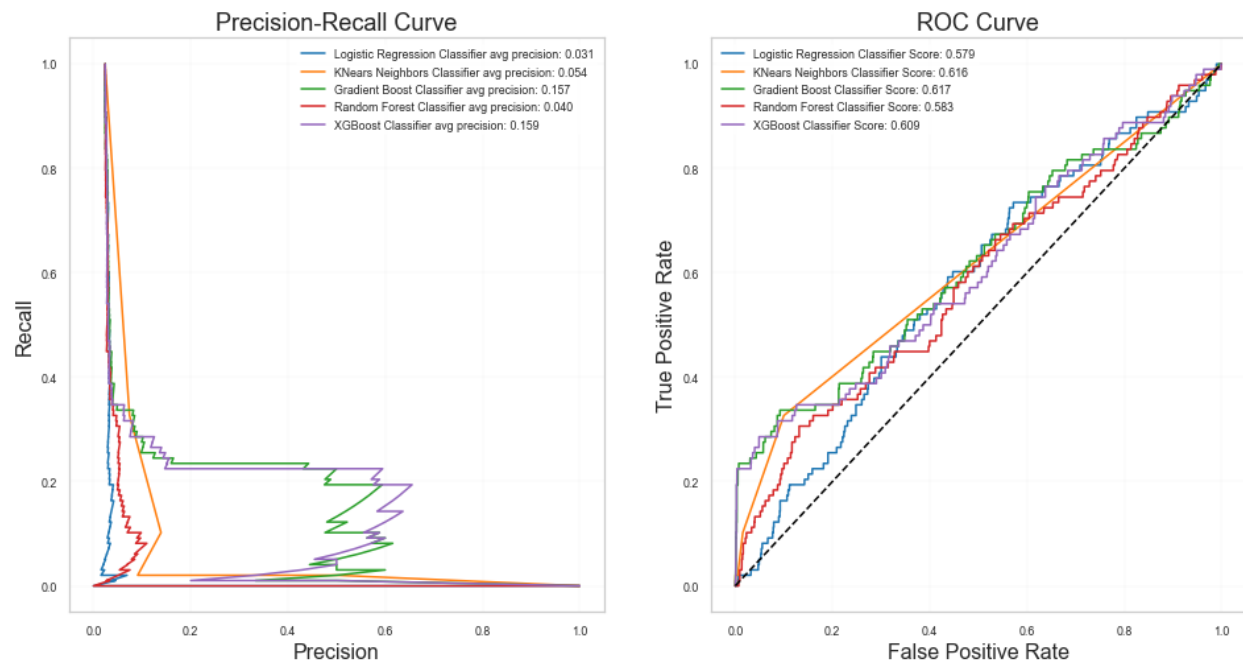 Precision-Recall Curve
Logistic Regression Classifier avg precision: 0.031
KNears Neighbors Classifier avg precision: 0.054
Gradient Boost Classifier avg precision: 0.157
Random Forest Classifier avg precision: 0.040
XGBoost Classifier avg precision: 0.159
1.0
0.8
0.6
0.4
0.2
0.0
Recall
0.0 0.2 0.4 0.6 0.8 1.0
Precision
ROC Curve
Logistic Regression Classifier Score: 0.579
KNears Neighbors Classifier Score: 0.616
Gradient Boost Classifier Score: 0.617
Random Forest Classifier Score: 0.583
XGBoost Classifier Score: 0.609
1.0
0.8
0.6
0.4
0.2
0.0
True Positive Rate
0.0 0.2 0.4 0.6 0.8 1.0
False Positive Rate